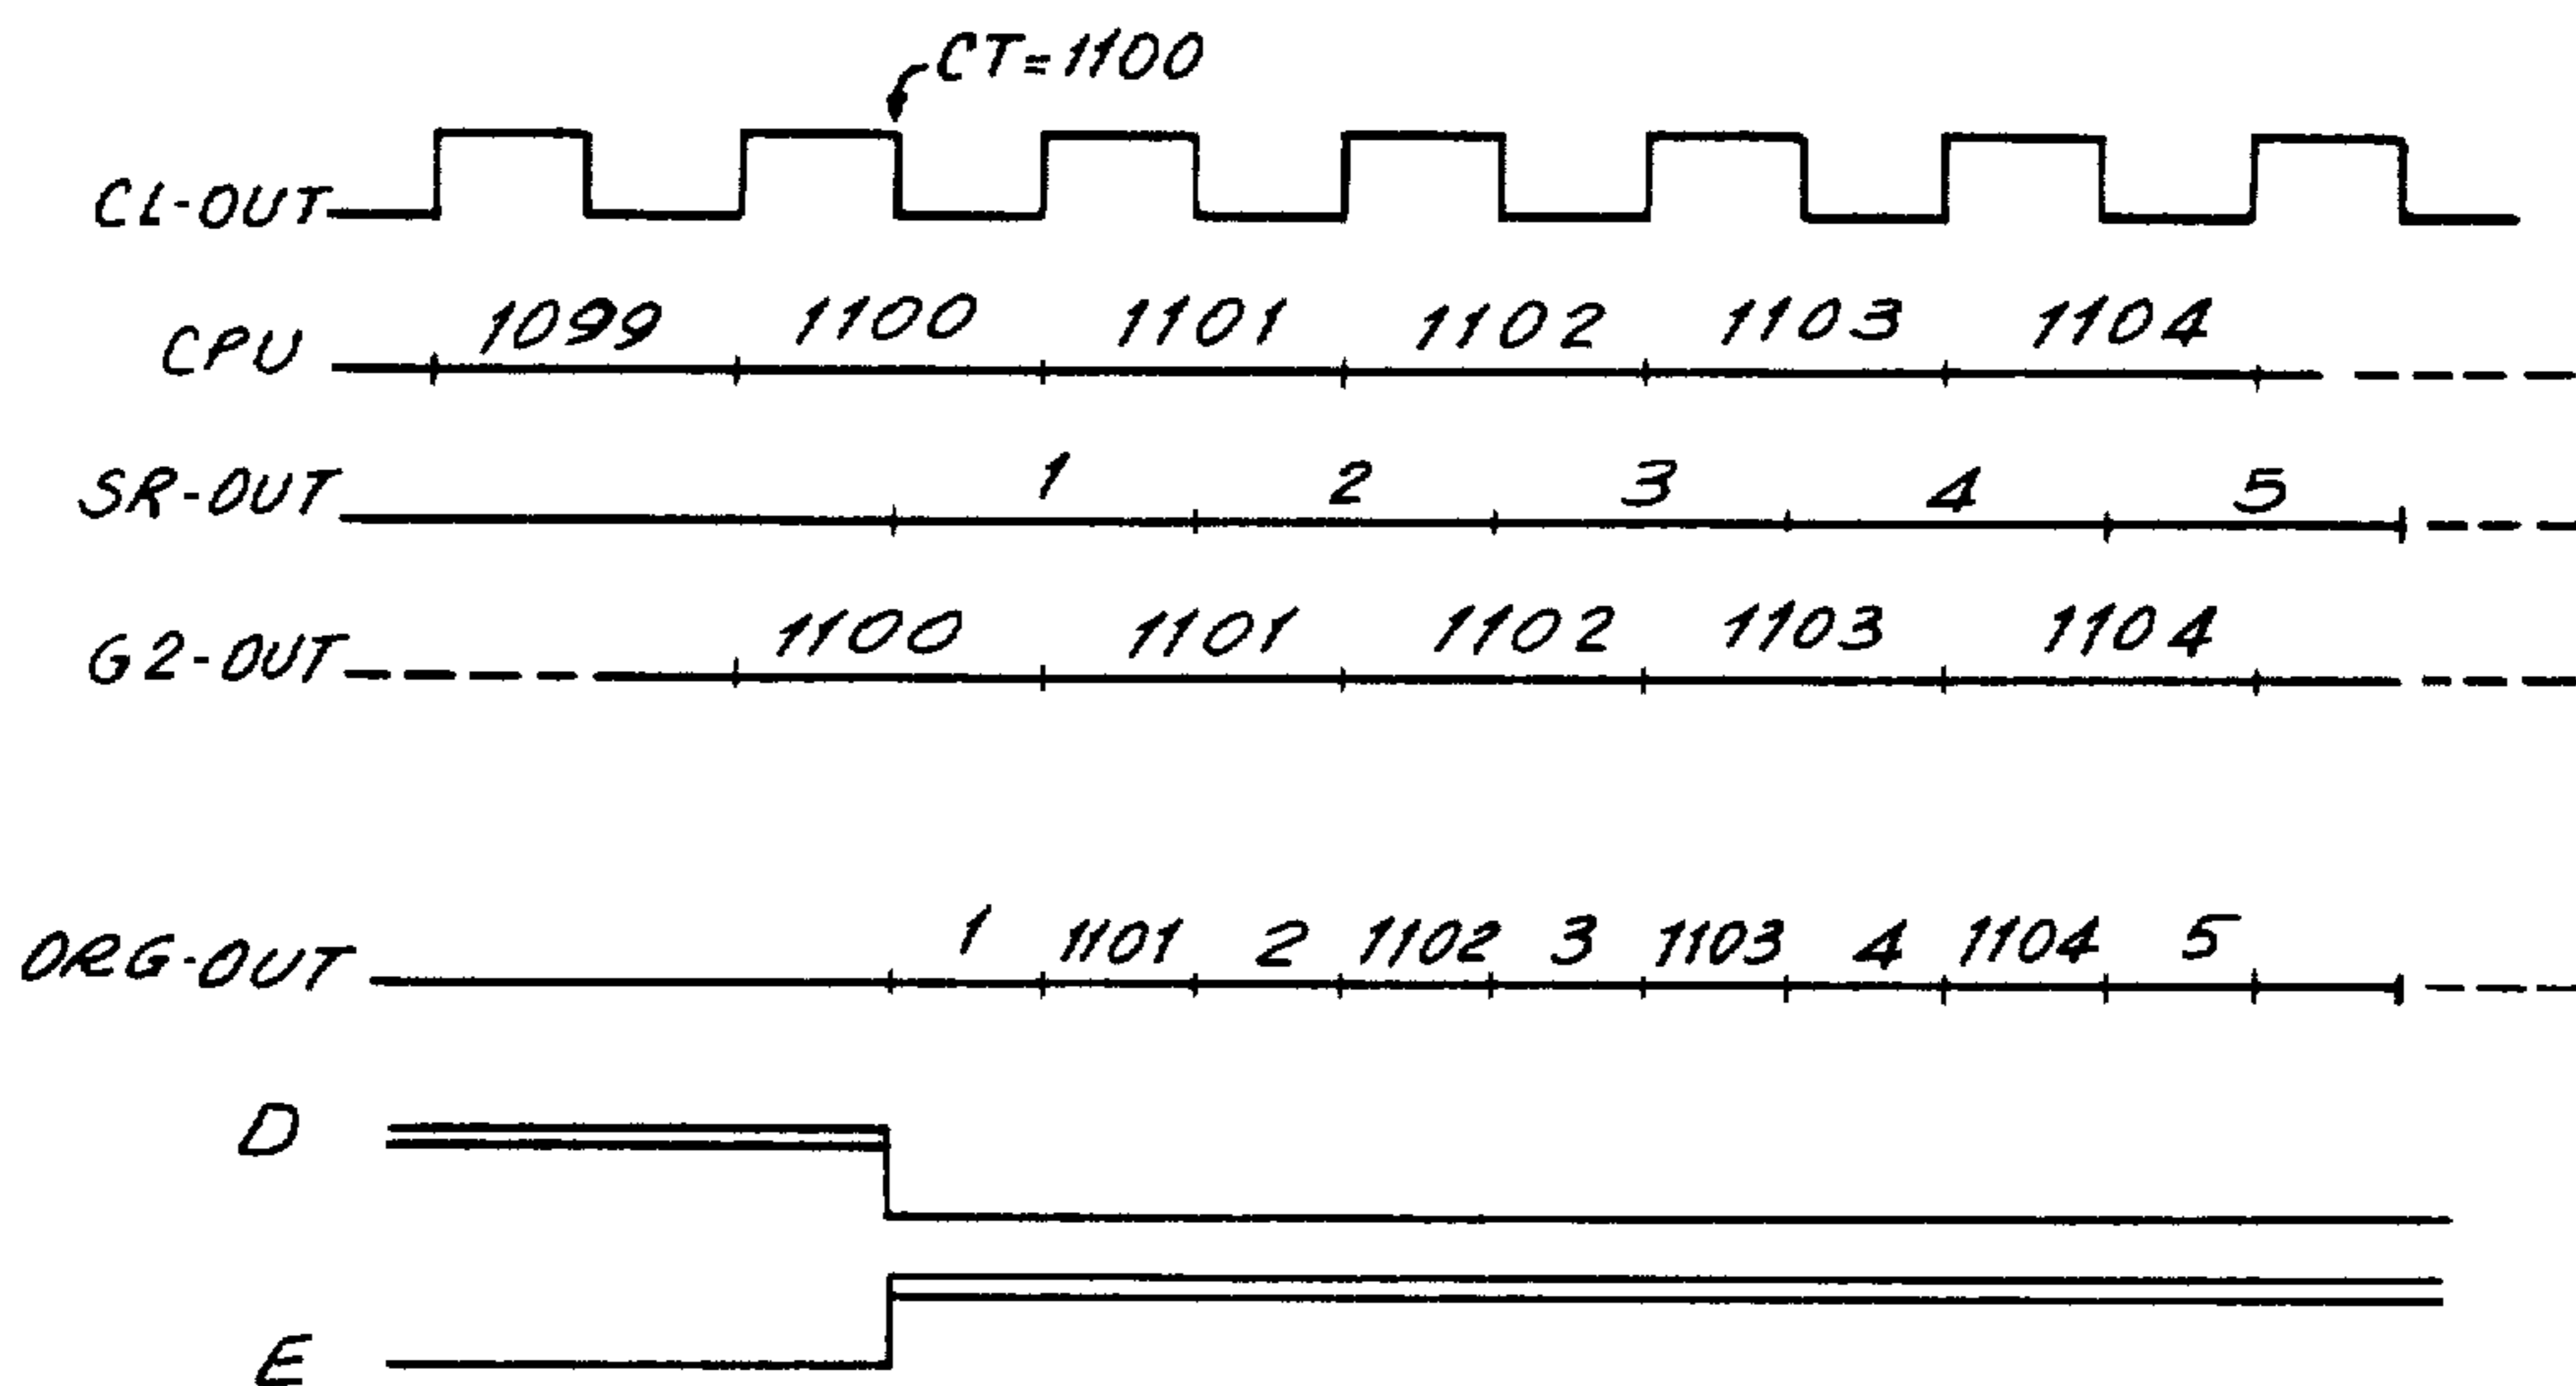 CT=1100
CL-OUT
CPU 1099 1100 1101 1102 1103 1104
SR-OUT 1 2 3 4 5
G2-OUT 1100 1101 1102 1103 1104
ORG-OUT 1 1101 2 1102 3 1103 4 1104 5
D
E